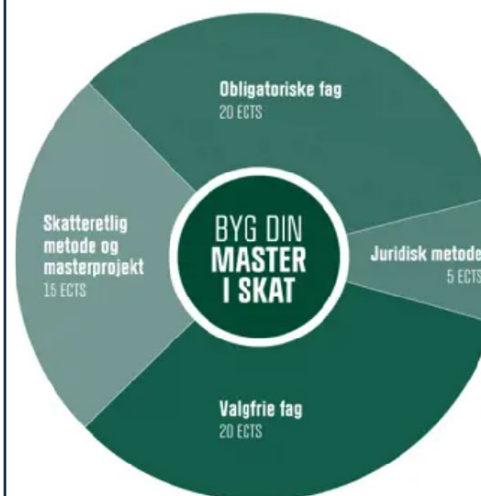 Obligatoriske fag
20 ECTS
Skatteretlig
metode og
masterprojekt
15 ECTS
BYG DIN
MASTER
I SKAT
Juridisk metode
5 ECTS
Valgfrie fag
20 ECTS